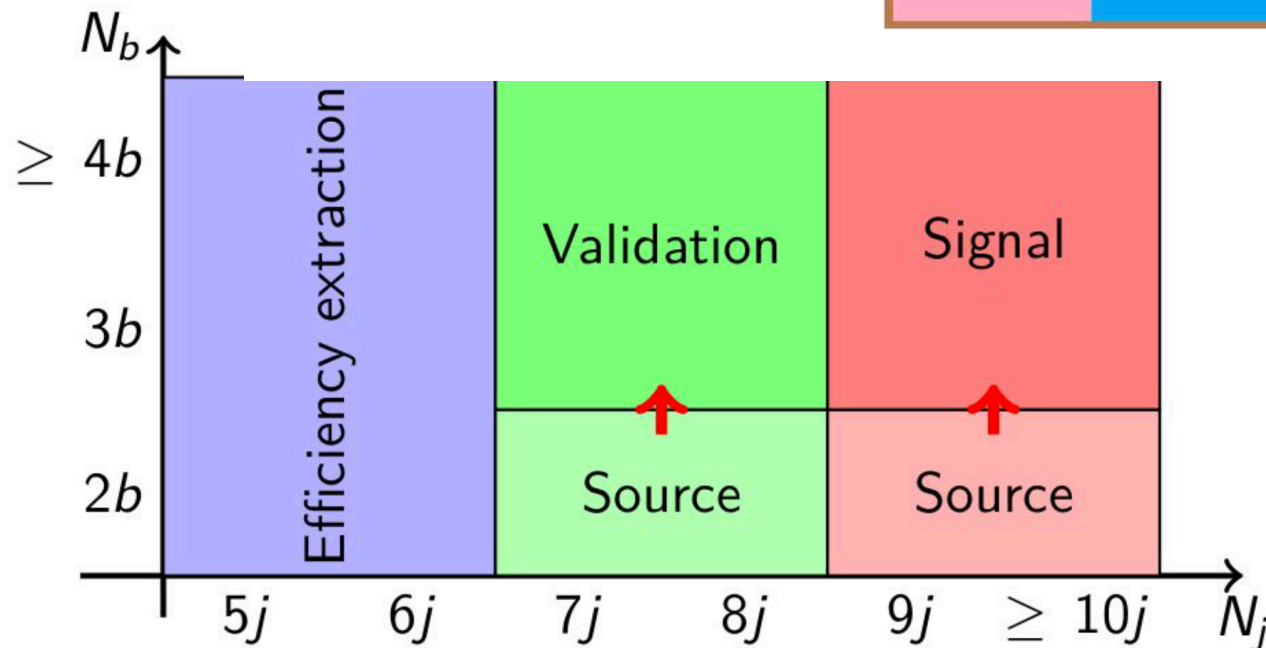 N_b
≥ 4b
3b
2b
Efficiency extraction
Validation
Signal
Source
Source
5j 6j 7j 8j 9j ≥ 10j N_j